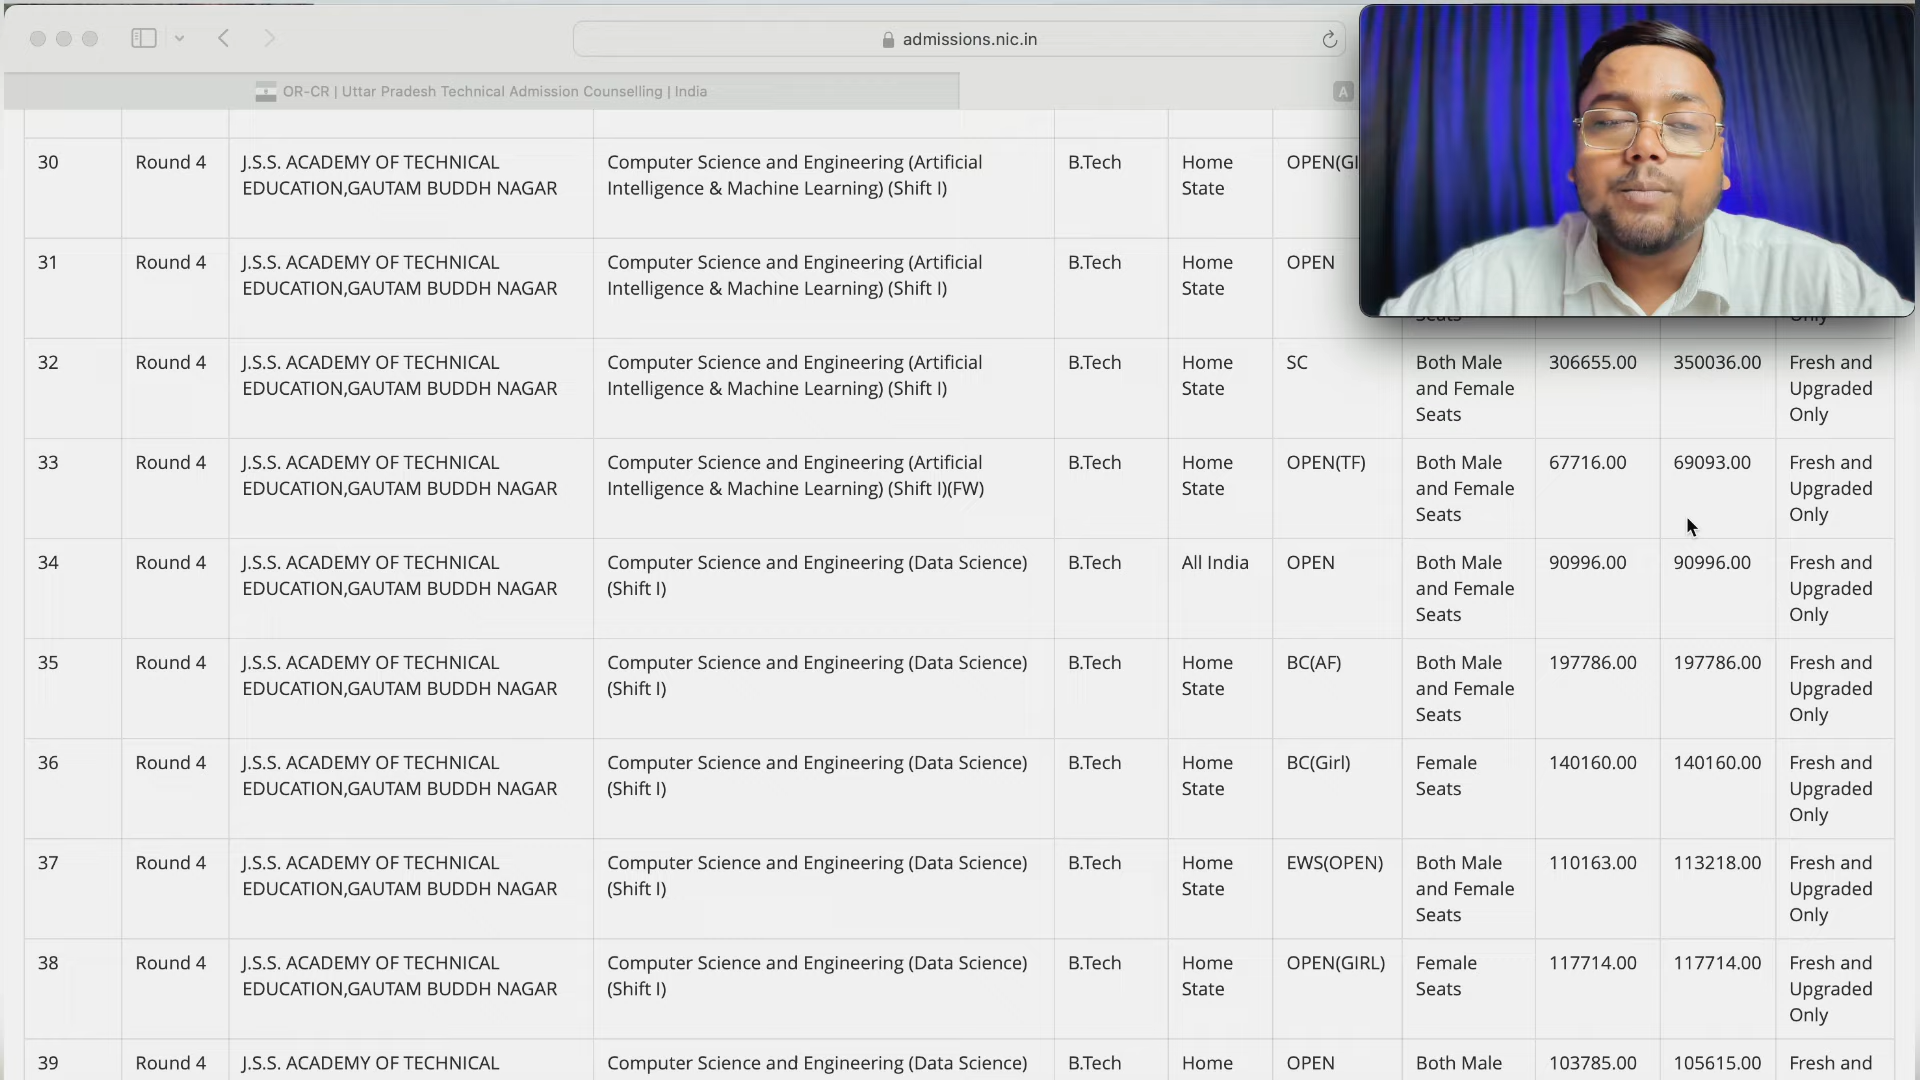 admissions.nic.in
OR-CR | Uttar Pradesh Technical Admission Counselling | India
A
30 Round 4 J.S.S. ACADEMY OF TECHNICAL Computer Science and Engineering (Artificial B.Tech Home OPEN(GI
EDUCATION,GAUTAM BUDDH NAGAR Intelligence & Machine Learning) (Shift I) State
31 Round 4 J.S.S. ACADEMY OF TECHNICAL Computer Science and Engineering (Artificial B.Tech Home OPEN
EDUCATION,GAUTAM BUDDH NAGAR Intelligence & Machine Learning) (Shift I) State
Seats Only
32 Round 4 J.S.S. ACADEMY OF TECHNICAL Computer Science and Engineering (Artificial B.Tech Home SC Both Male 306655.00 350036.00 Fresh and
EDUCATION,GAUTAM BUDDH NAGAR Intelligence & Machine Learning) (Shift I) State and Female Upgraded
Seats Only
33 Round 4 J.S.S. ACADEMY OF TECHNICAL Computer Science and Engineering (Artificial B.Tech Home OPEN(TF) Both Male 67716.00 69093.00 Fresh and
EDUCATION,GAUTAM BUDDH NAGAR Intelligence & Machine Learning) (Shift I)(FW) State and Female Upgraded
Seats Only
34 Round 4 J.S.S. ACADEMY OF TECHNICAL Computer Science and Engineering (Data Science) B.Tech All India OPEN Both Male 90996.00 90996.00 Fresh and
EDUCATION,GAUTAM BUDDH NAGAR (Shift I) and Female Upgraded
Seats Only
35 Round 4 J.S.S. ACADEMY OF TECHNICAL Computer Science and Engineering (Data Science) B.Tech Home BC(AF) Both Male 197786.00 197786.00 Fresh and
EDUCATION,GAUTAM BUDDH NAGAR (Shift I) State and Female Upgraded
Seats Only
36 Round 4 J.S.S. ACADEMY OF TECHNICAL Computer Science and Engineering (Data Science) B.Tech Home BC(Girl) Female 140160.00 140160.00 Fresh and
EDUCATION,GAUTAM BUDDH NAGAR (Shift I) State Seats Upgraded
Only
37 Round 4 J.S.S. ACADEMY OF TECHNICAL Computer Science and Engineering (Data Science) B.Tech Home EWS(OPEN) Both Male 110163.00 113218.00 Fresh and
EDUCATION,GAUTAM BUDDH NAGAR (Shift I) State and Female Upgraded
Seats Only
38 Round 4 J.S.S. ACADEMY OF TECHNICAL Computer Science and Engineering (Data Science) B.Tech Home OPEN(GIRL) Female 117714.00 117714.00 Fresh and
EDUCATION,GAUTAM BUDDH NAGAR (Shift I) State Seats Upgraded
Only
39 Round 4 J.S.S. ACADEMY OF TECHNICAL Computer Science and Engineering (Data Science) B.Tech Home OPEN Both Male 103785.00 105615.00 Fresh and